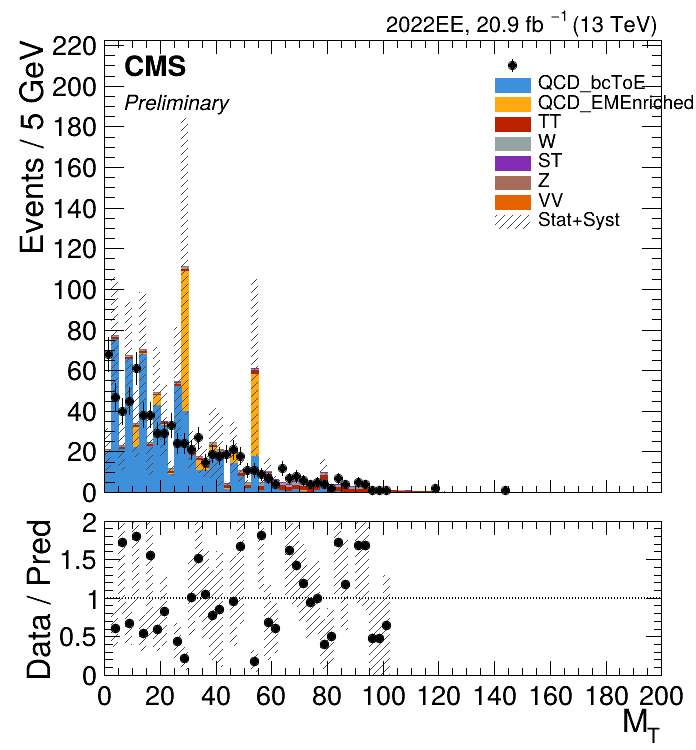 2022EE, 20.9 fb⁻¹ (13 TeV)
CMS
Preliminary
QCD_bcToE
QCD_EMEnriched
TT
W
ST
Z
VV
Stat+Syst
Events / 5 GeV
220
200
180
160
140
120
100
80
60
40
20
0
Data / Pred
2
1.5
1
0.5
0
0 20 40 60 80 100 120 140 160 180 200
M_T